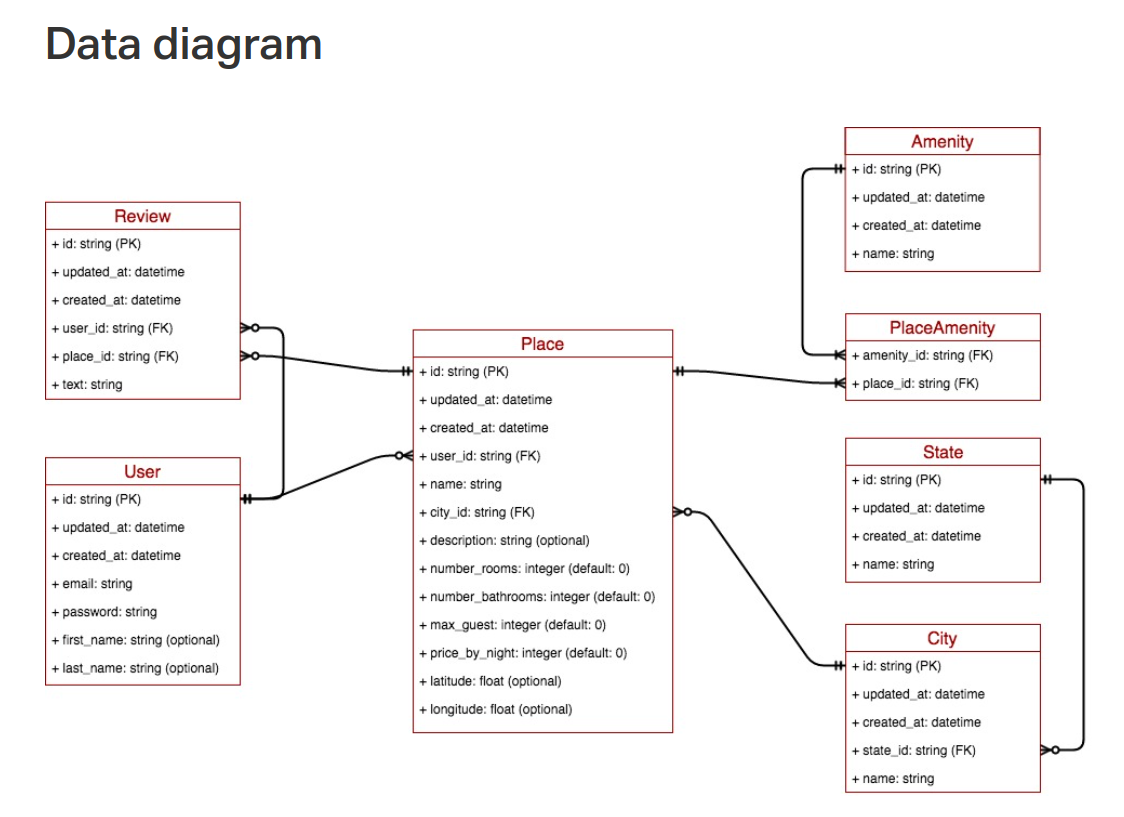 Data diagram
Review
+ id: string (PK)
+ updated_at: datetime
+ created_at: datetime
+ user_id: string (FK)
+ place_id: string (FK)
+ text: string
User
+ id: string (PK)
+ updated_at: datetime
+ created_at: datetime
+ email: string
+ password: string
+ first_name: string (optional)
+ last_name: string (optional)
Place
+ id: string (PK)
+ updated_at: datetime
+ created_at: datetime
+ user_id: string (FK)
+ name: string
+ city_id: string (FK)
+ description: string (optional)
+ number_rooms: integer (default: 0)
+ number_bathrooms: integer (default: 0)
+ max_guest: integer (default: 0)
+ price_by_night: integer (default: 0)
+ latitude: float (optional)
+ longitude: float (optional)
Amenity
+ id: string (PK)
+ updated_at: datetime
+ created_at: datetime
+ name: string
PlaceAmenity
+ amenity_id: string (FK)
+ place_id: string (FK)
State
+ id: string (PK)
+ updated_at: datetime
+ created_at: datetime
+ name: string
City
+ id: string (PK)
+ updated_at: datetime
+ created_at: datetime
+ state_id: string (FK)
+ name: string